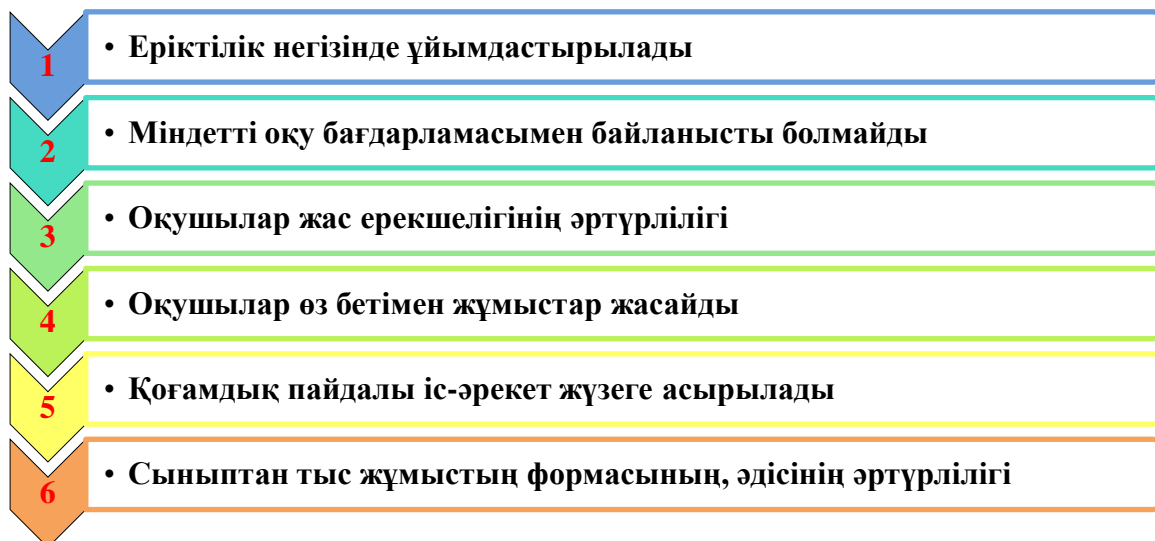 1
• Еріктілік негізінде ұйымдастырылады
2
• Міндетті оқу бағдарламасымен байланысты болмайды
3
• Оқушылар жас ерекшелігінің әртүрлілігі
4
• Оқушылар өз бетімен жұмыстар жасайды
5
• Қоғамдық пайдалы іс-әрекет жүзеге асырылады
6
• Сыныптан тыс жұмыстың формасының, әдісінің әртүрлілігі